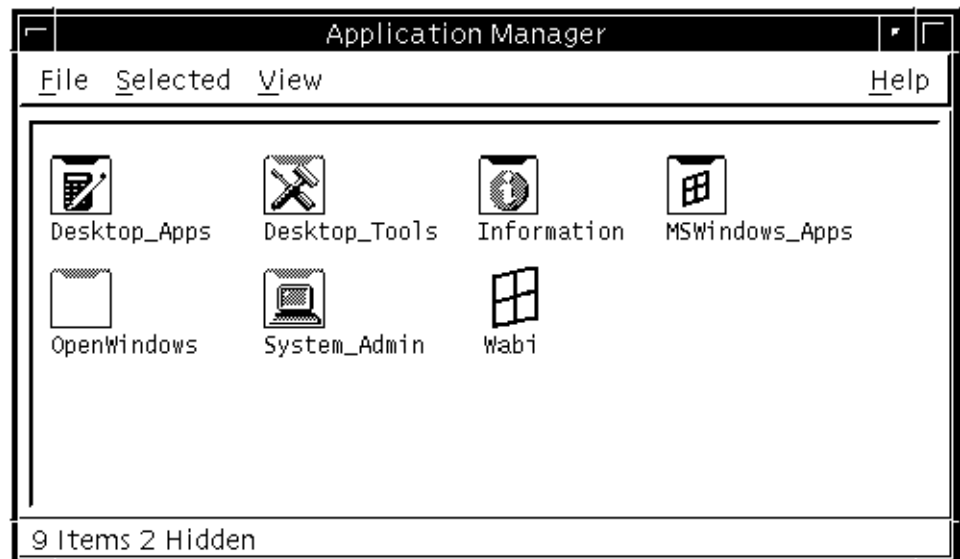 Application Manager
File Selected View Help
Desktop_Apps Desktop_Tools Information MSWindows_Apps
OpenWindows System_Admin Wabi
9 Items 2 Hidden